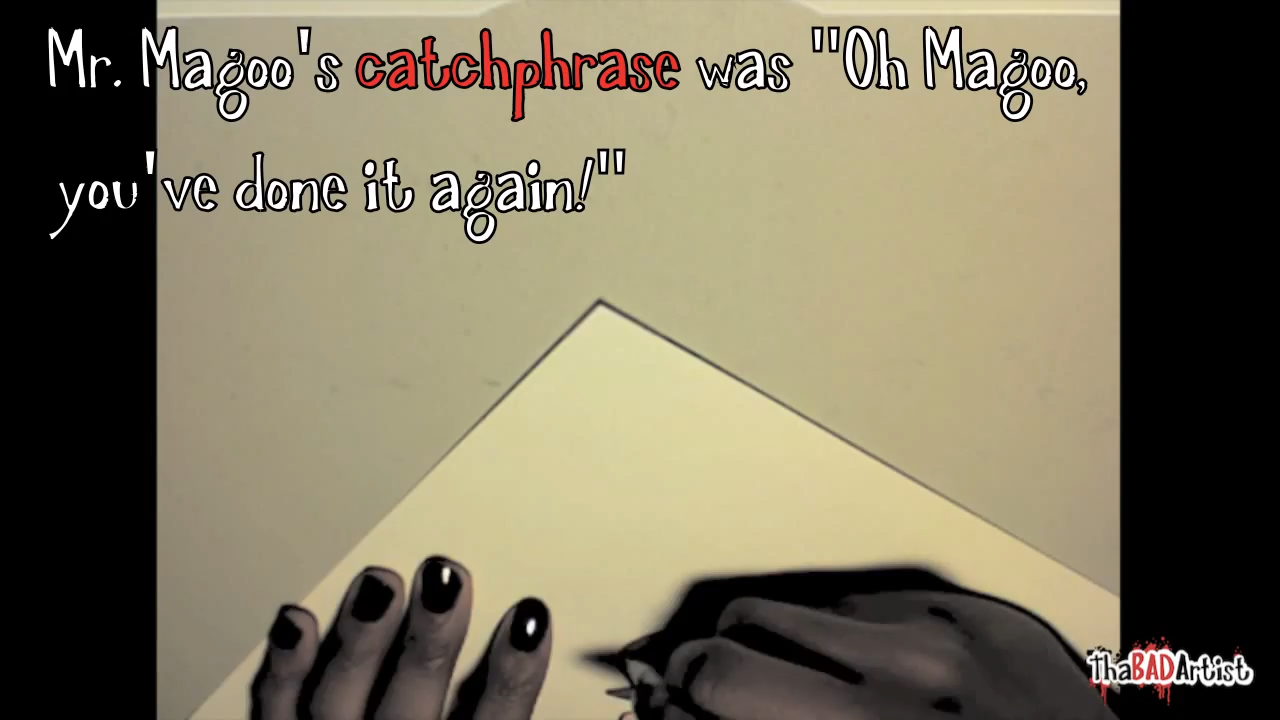 Mr. Magoo's catchphrase was "Oh Magoo,
you've done it again!"
ThaBADArtist